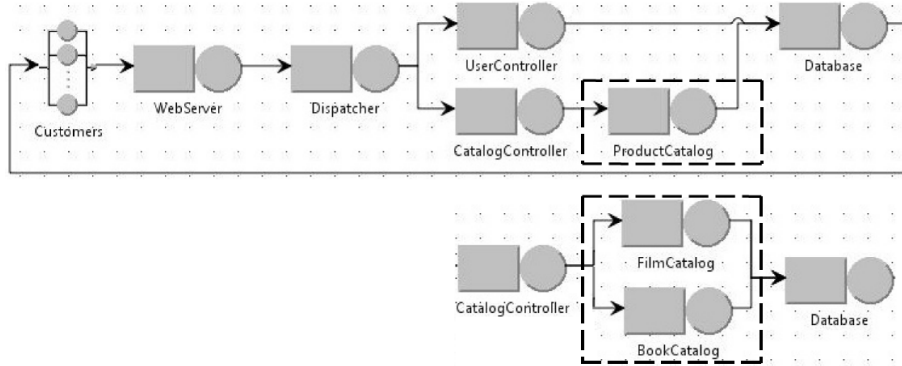 UserController
Database
WebServer
Dispatcher
Customers
CatalogController
ProductCatalog
FilmCatalog
CatalogController
Database
BookCatalog